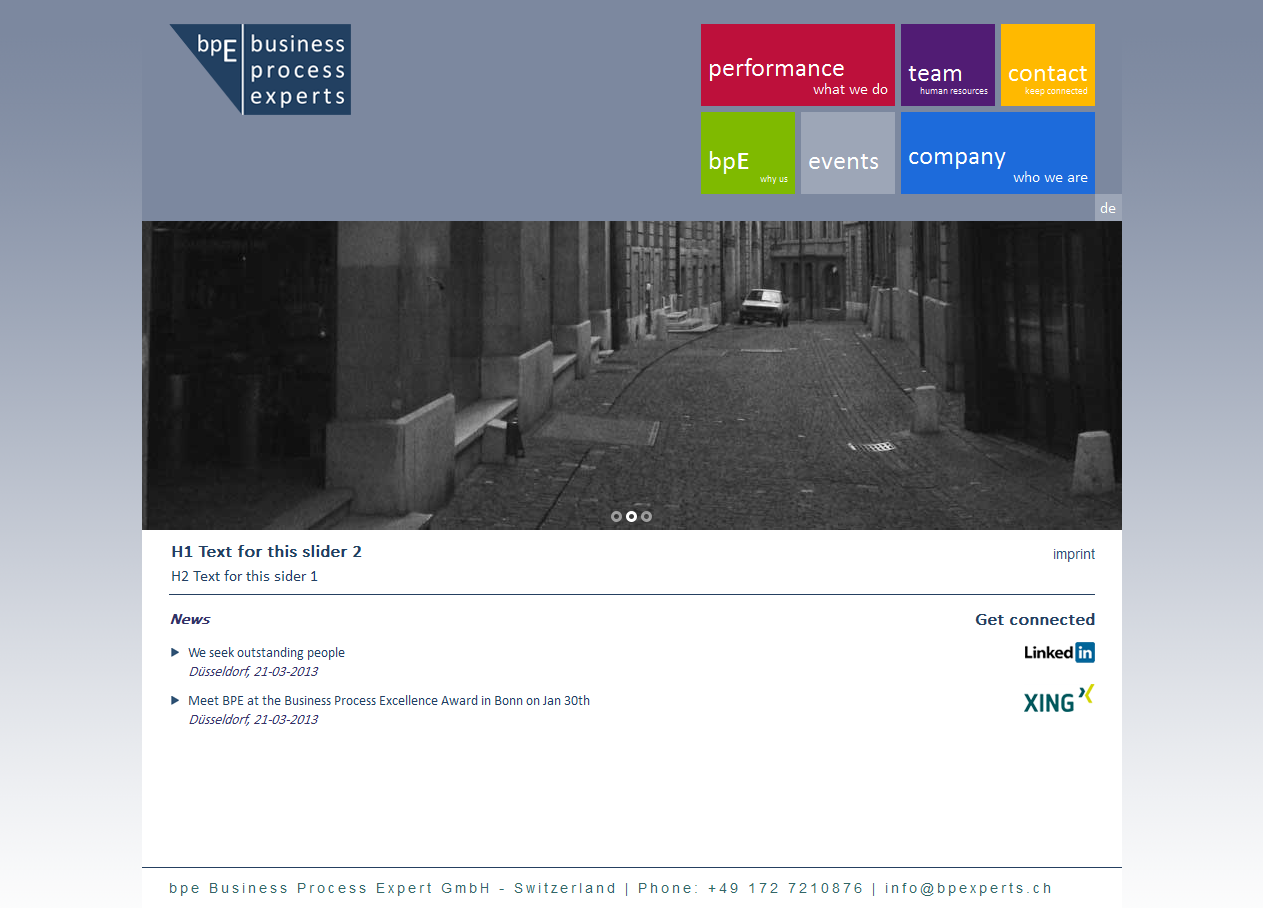 bpE business
process
experts
performance
what we do
team
human resources
contact
keep connected
bpE
why us
events
company
who we are
de
H1 Text for this slider 2
imprint
H2 Text for this sider 1
News
Get connected
We seek outstanding people
Düsseldorf, 21-03-2013
Linked in
Meet BPE at the Business Process Excellence Award in Bonn on Jan 30th
Düsseldorf, 21-03-2013
XING
bpe Business Process Expert GmbH - Switzerland | Phone: +49 172 7210876 | info@bpexperts.ch